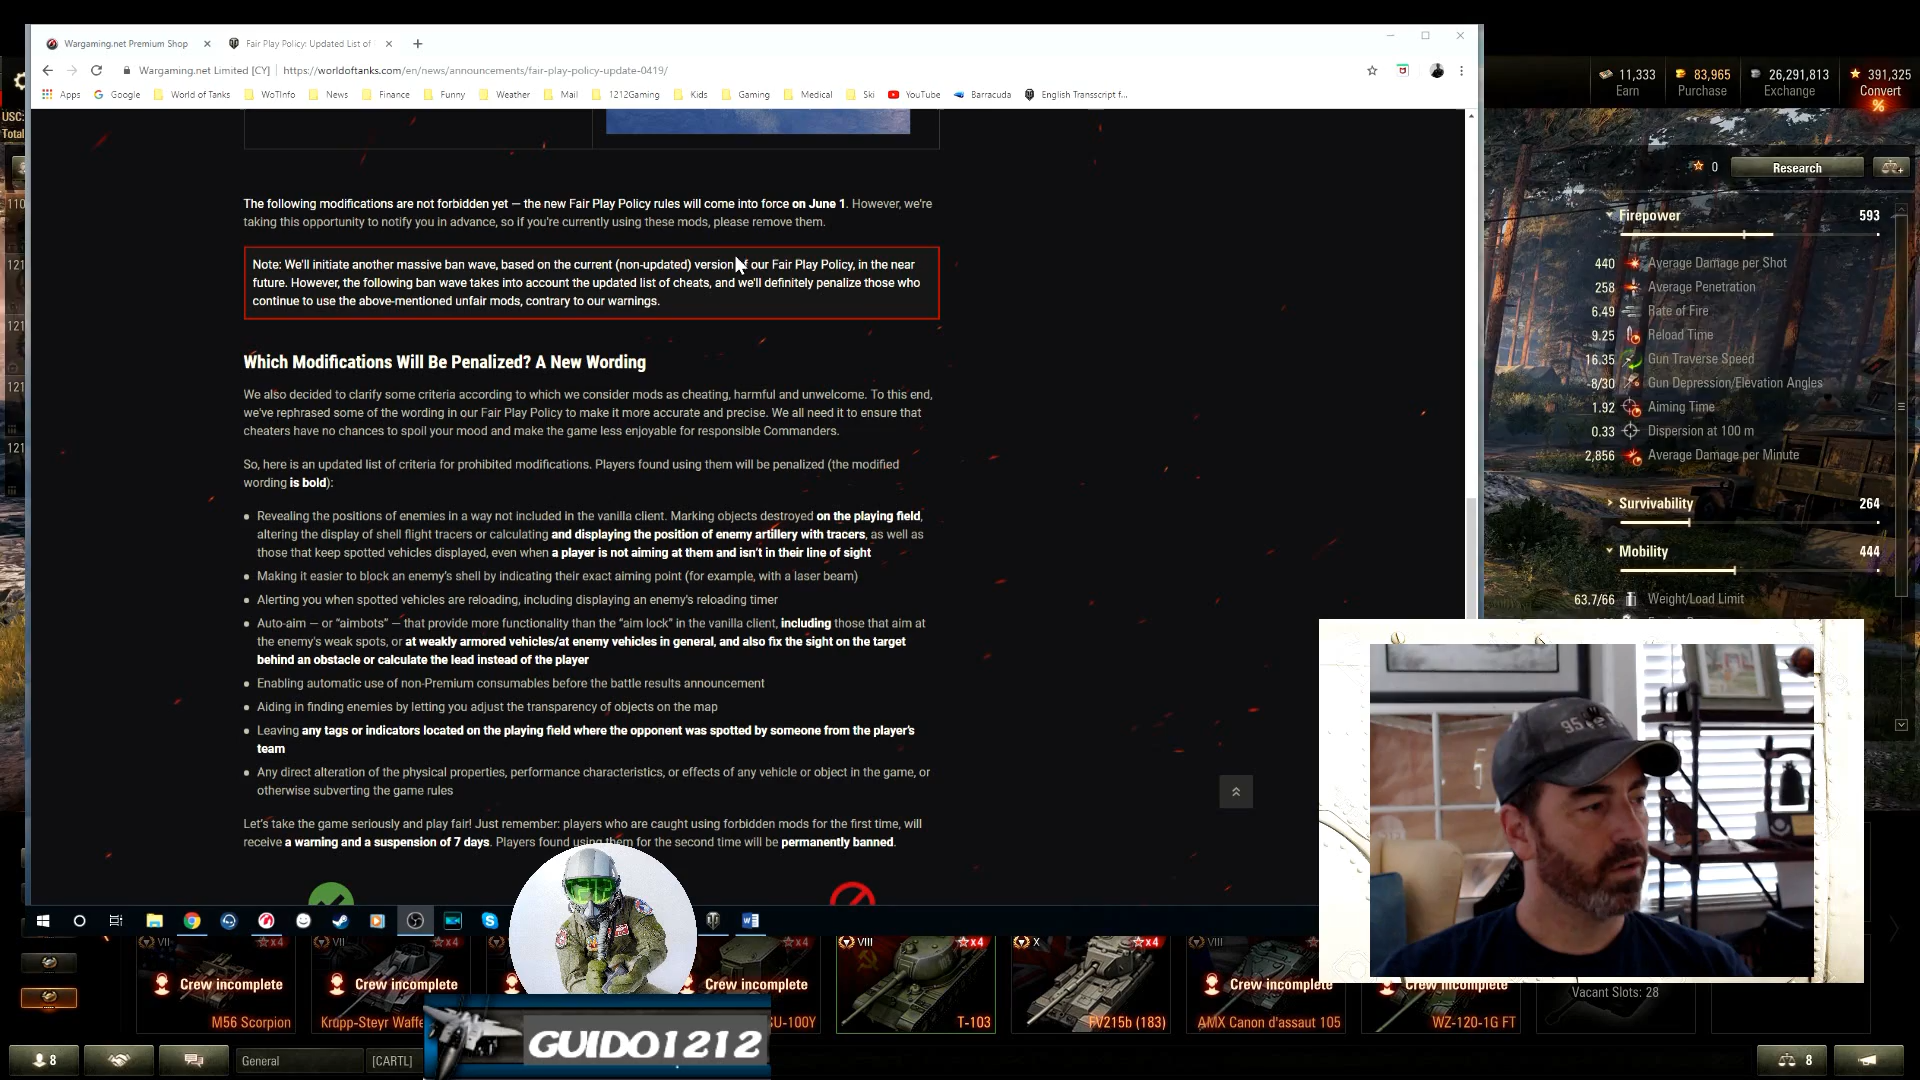 Wargaming.net Premium Shop
Fair Play Policy: Updated List of
Wargaming.net Limited [CY]
https://worldoftanks.com/en/news/announcements/fair-play-policy-update-0419/
Apps
Google
World of Tanks
WoTInfo
News
Finance
Funny
Weather
Mail
1212Gaming
Kids
Gaming
Medical
Ski
YouTube
Barracuda
English Transcsript f...
11,333
Earn
83,965
Purchase
26,291,813
Exchange
391,325
Convert
%
USC:
Total
The following modifications are not forbidden yet — the new Fair Play Policy rules will come into force on June 1. However, we're
taking this opportunity to notify you in advance, so if you're currently using these mods, please remove them.
Note: We'll initiate another massive ban wave, based on the current (non-updated) version of our Fair Play Policy, in the near
future. However, the following ban wave takes into account the updated list of cheats, and we'll definitely penalize those who
continue to use the above-mentioned unfair mods, contrary to our warnings.
Which Modifications Will Be Penalized? A New Wording
We also decided to clarify some criteria according to which we consider mods as cheating, harmful and unwelcome. To this end,
we've rephrased some of the wording in our Fair Play Policy to make it more accurate and precise. We all need it to ensure that
cheaters have no chances to spoil your mood and make the game less enjoyable for responsible Commanders.
So, here is an updated list of criteria for prohibited modifications. Players found using them will be penalized (the modified
wording is bold):
Revealing the positions of enemies in a way not included in the vanilla client. Marking objects destroyed on the playing field,
altering the display of shell flight tracers or calculating and displaying the position of enemy artillery with tracers, as well as
those that keep spotted vehicles displayed, even when a player is not aiming at them and isn't in their line of sight
Making it easier to block an enemy's shell by indicating their exact aiming point (for example, with a laser beam)
Alerting you when spotted vehicles are reloading, including displaying an enemy's reloading timer
Auto-aim — or “aimbots” — that provide more functionality than the “aim lock” in the vanilla client, including those that aim at
the enemy's weak spots, or at weakly armored vehicles/at enemy vehicles in general, and also fix the sight on the target
behind an obstacle or calculate the lead instead of the player
Enabling automatic use of non-Premium consumables before the battle results announcement
Aiding in finding enemies by letting you adjust the transparency of objects on the map
Leaving any tags or indicators located on the playing field where the opponent was spotted by someone from the player's
team
Any direct alteration of the physical properties, performance characteristics, or effects of any vehicle or object in the game, or
otherwise subverting the game rules
Let's take the game seriously and play fair! Just remember: players who are caught using forbidden mods for the first time, will
receive a warning and a suspension of 7 days. Players found using them for the second time will be permanently banned.
0
Research
Firepower 593
440 Average Damage per Shot
258 Average Penetration
6.49 Rate of Fire
9.25 Reload Time
16.35 Gun Traverse Speed
-8/30 Gun Depression/Elevation Angles
1.92 Aiming Time
0.33 Dispersion at 100 m
2,856 Average Damage per Minute
Survivability 264
Mobility 444
63.7/66 Weight/Load Limit
VII x4
Crew incomplete
M56 Scorpion
VII x4
Crew incomplete
Krupp-Steyr Waffe
x4
Crew incomplete
SU-100Y
VIII x4
T-103
X x4
FV215b (183)
VIII
Crew incomplete
AMX Canon d'assaut 105
Crew incomplete
WZ-120-1G FT
Vacant Slots: 28
GUIDO1212
8
General
[CARTL]
8